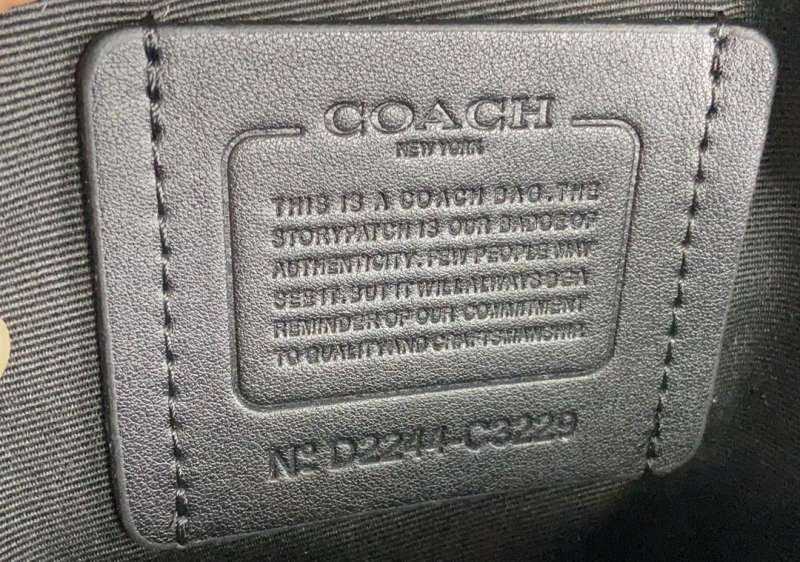 COACH
NEW YORK
THIS IS A COACH BAG. THE
STORYPATCH IS OUR BADGE OF
AUTHENTICITY. FEW PEOPLE MAY
SEE IT. BUT IT WILL ALWAYS BE A
REMINDER OF OUR COMMITMENT
TO QUALITY AND CRAFTSMANSHIP.
Nº D2244-C3229